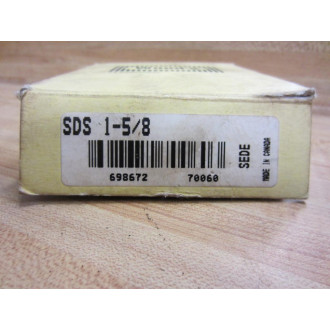 SDS 1-5/8
698672 70060
SEDE
MADE IN CANADA